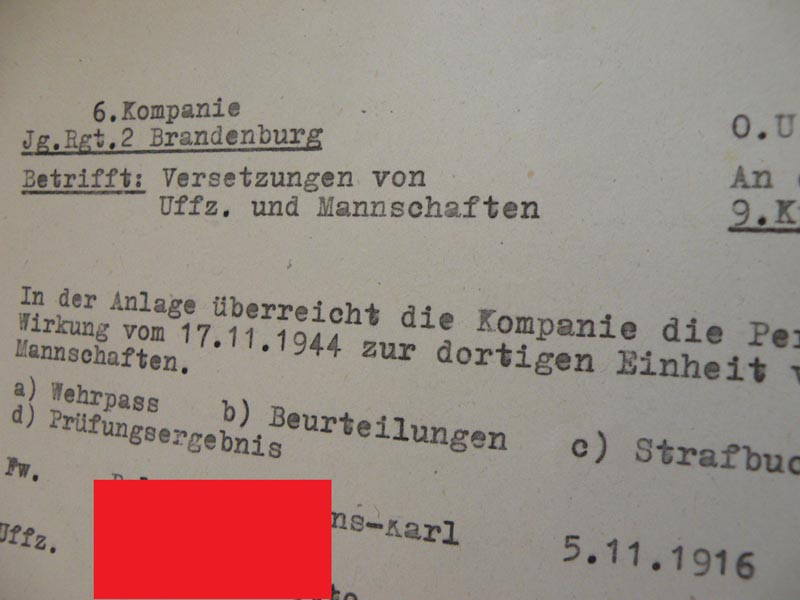 6.Kompanie
Jg.Rgt.2 Brandenburg
O.U
Betrifft: Versetzungen von
Uffz. und Mannschaften
An
9.K
In der Anlage überreicht die Kompanie die Per
Wirkung vom 17.11.1944 zur dortigen Einheit v
Mannschaften.
a) Wehrpass b) Beurteilungen c) Strafbuc
d) Prüfungsergebnis
Fw. ns-Karl 5.11.1916
Uffz.